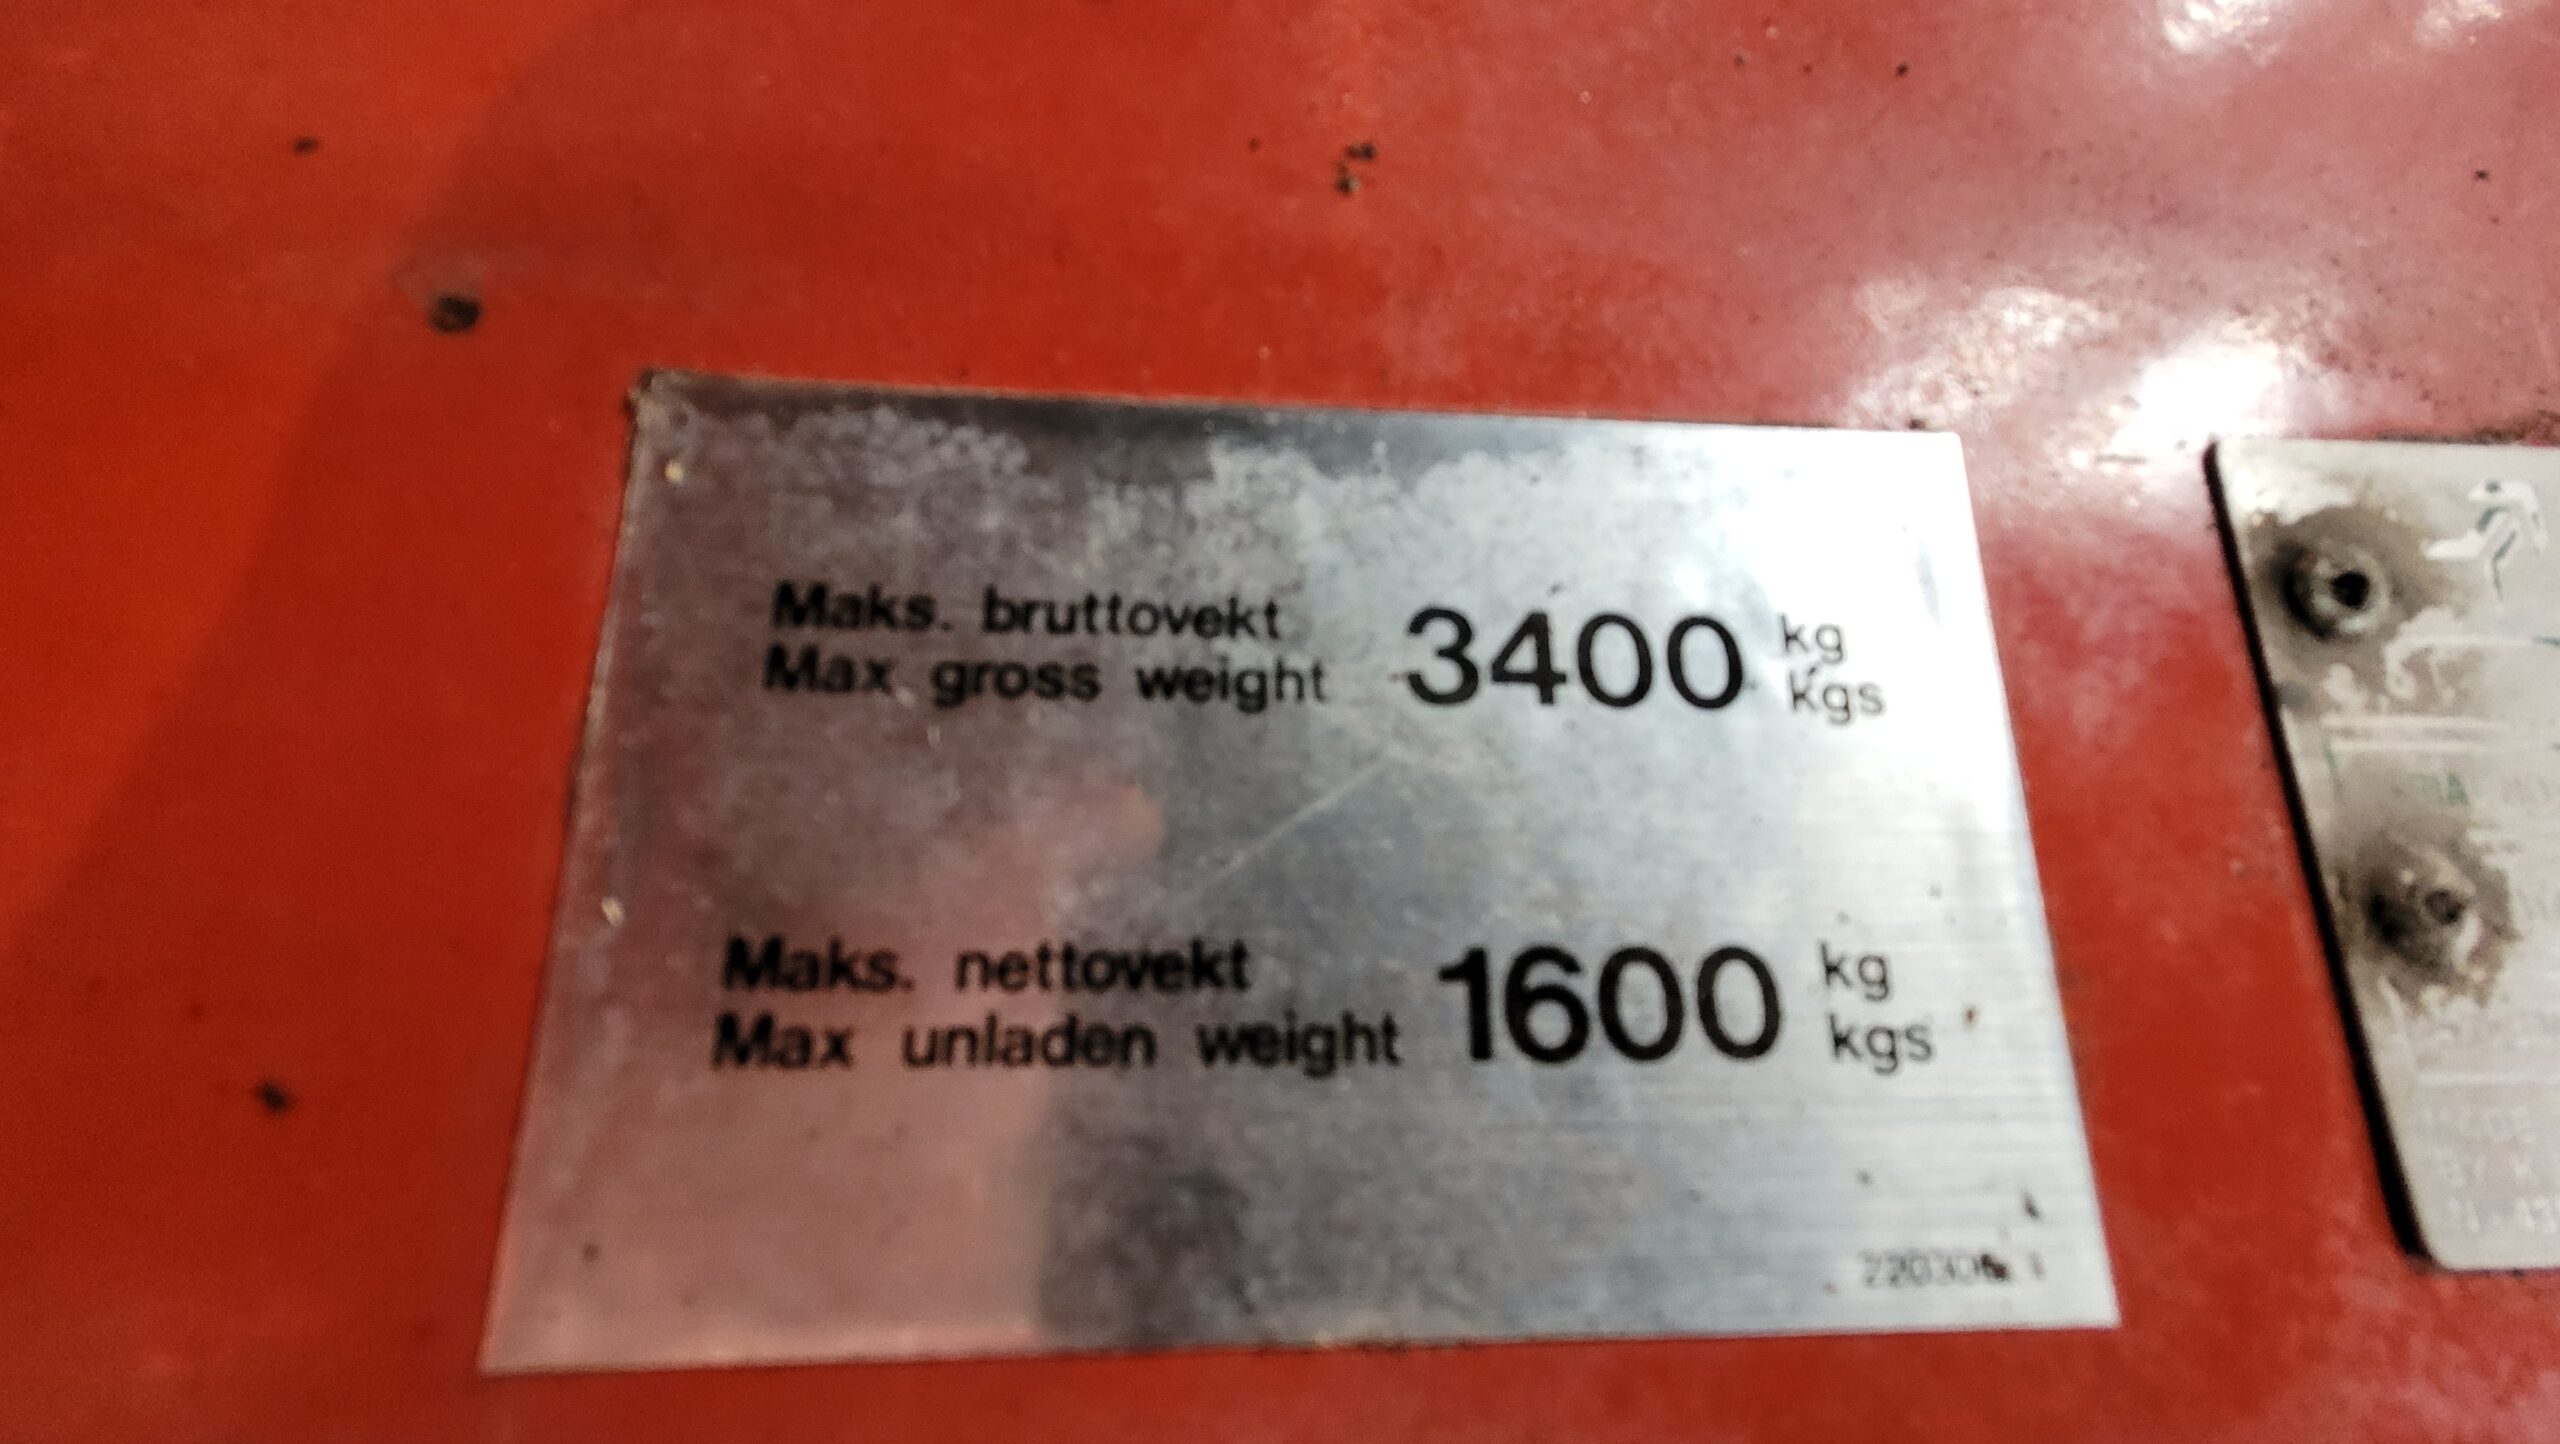 Maks. bruttovekt 3400 kg
Max gross weight kgs
Maks. nettovekt 1600 kg
Max unladen weight kgs